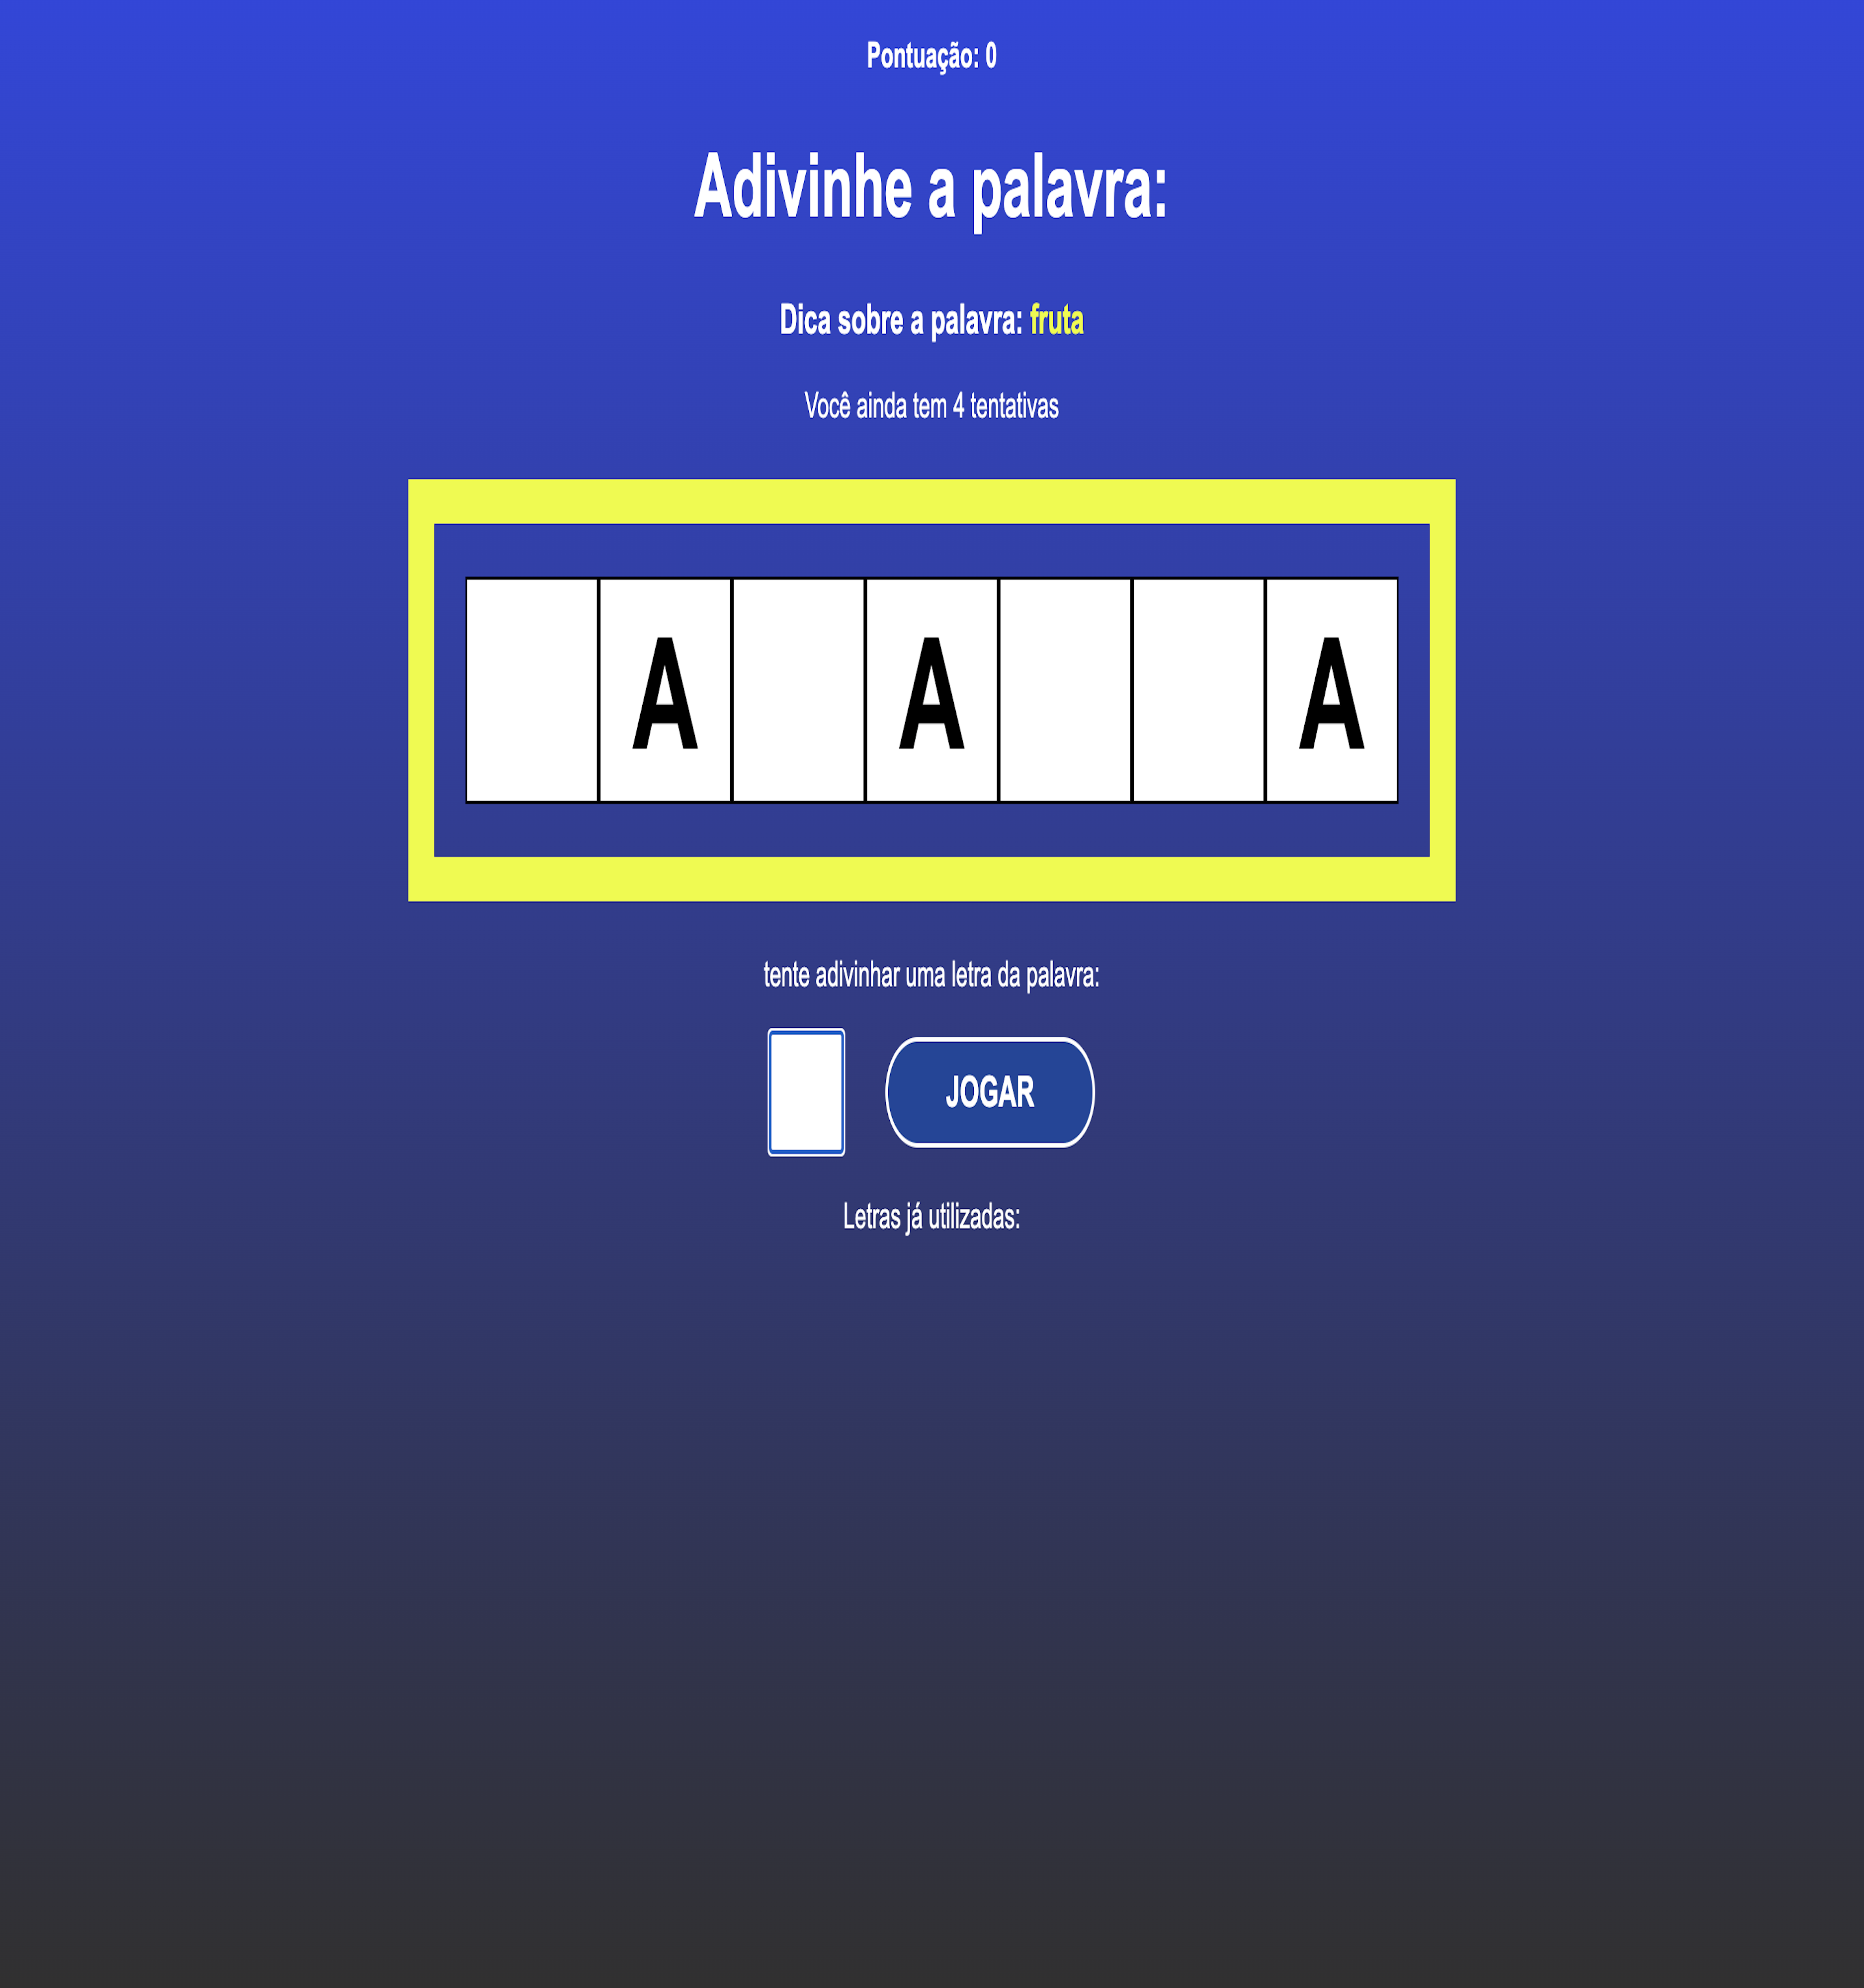 Pontuação: 0
Adivinhe a palavra:
Dica sobre a palavra: fruta
Você ainda tem 4 tentativas
A A A
tente adivinhar uma letra da palavra:
JOGAR
Letras já utilizadas: